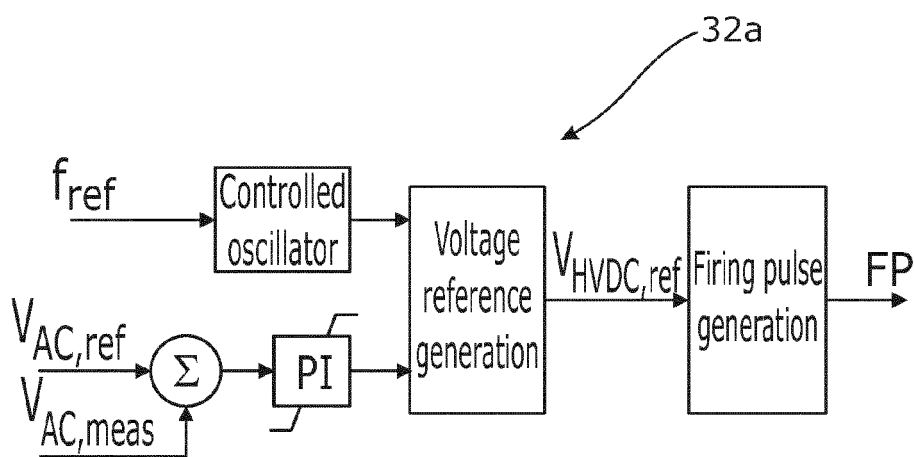 32a
f_ref
Controlled
oscillator
Voltage
reference
generation
V_HVDC,ref
Firing pulse
generation
FP
V_AC,ref
Σ
PI
V_AC,meas